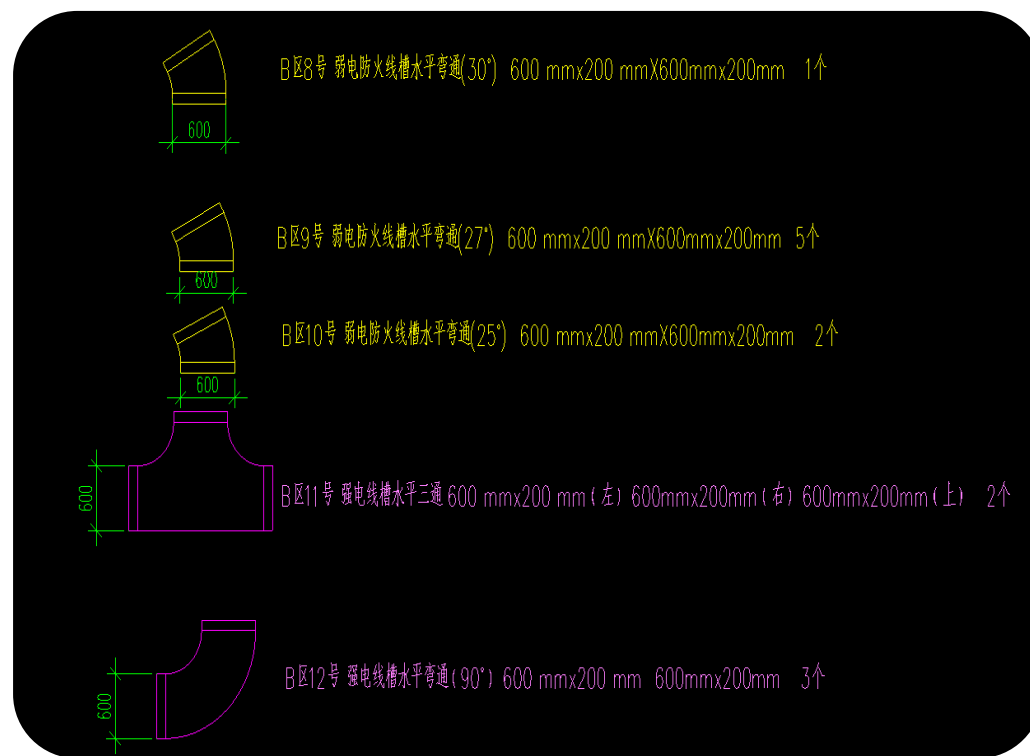 B区8号 弱电防火线槽水平弯通(30°) 600 mmx200 mmX600mmx200mm 1个
600
B区9号 弱电防火线槽水平弯通(27°) 600 mmx200 mmX600mmx200mm 5个
600
B区10号 弱电防火线槽水平弯通(25°) 600 mmx200 mmX600mmx200mm 2个
600
600
B区11号 强电线槽水平三通 600 mmx200 mm(左) 600mmx200mm(右) 600mmx200mm(上) 2个
B区12号 强电线槽水平弯通(90°) 600 mmx200 mm 600mmx200mm 3个
600